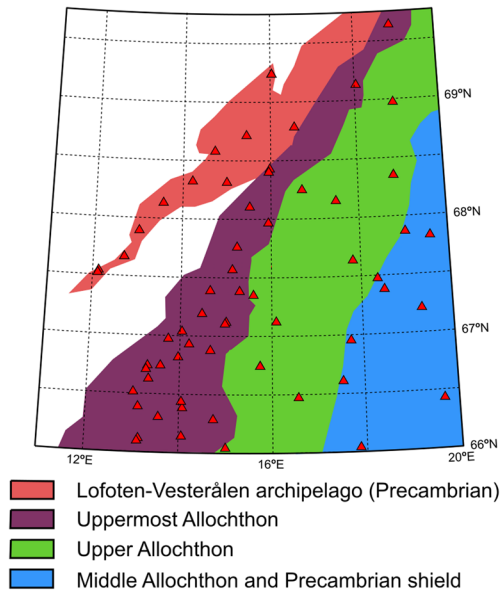 69°N
68°N
67°N
66°N
12°E
16°E
20°E
Lofoten-Vesterålen archipelago (Precambrian)
Uppermost Allochthon
Upper Allochthon
Middle Allochthon and Precambrian shield